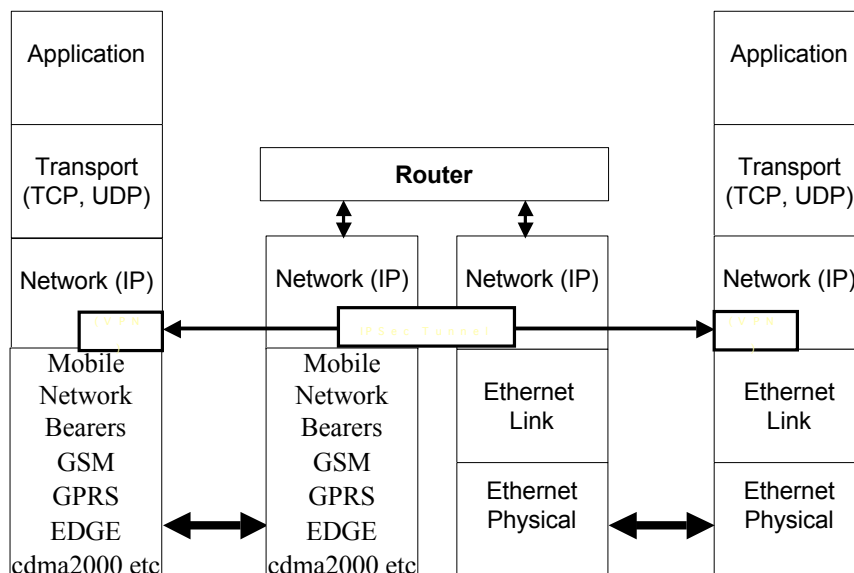 Application
Transport
(TCP, UDP)
Network (IP)
Mobile
Network
Bearers
GSM
GPRS
EDGE
cdma2000 etc
Router
Network (IP)
Mobile
Network
Bearers
GSM
GPRS
EDGE
cdma2000 etc
IPSec Tunnel
Network (IP)
Ethernet
Link
Ethernet
Physical
Application
Transport
(TCP, UDP)
Network (IP)
Ethernet
Link
Ethernet
Physical